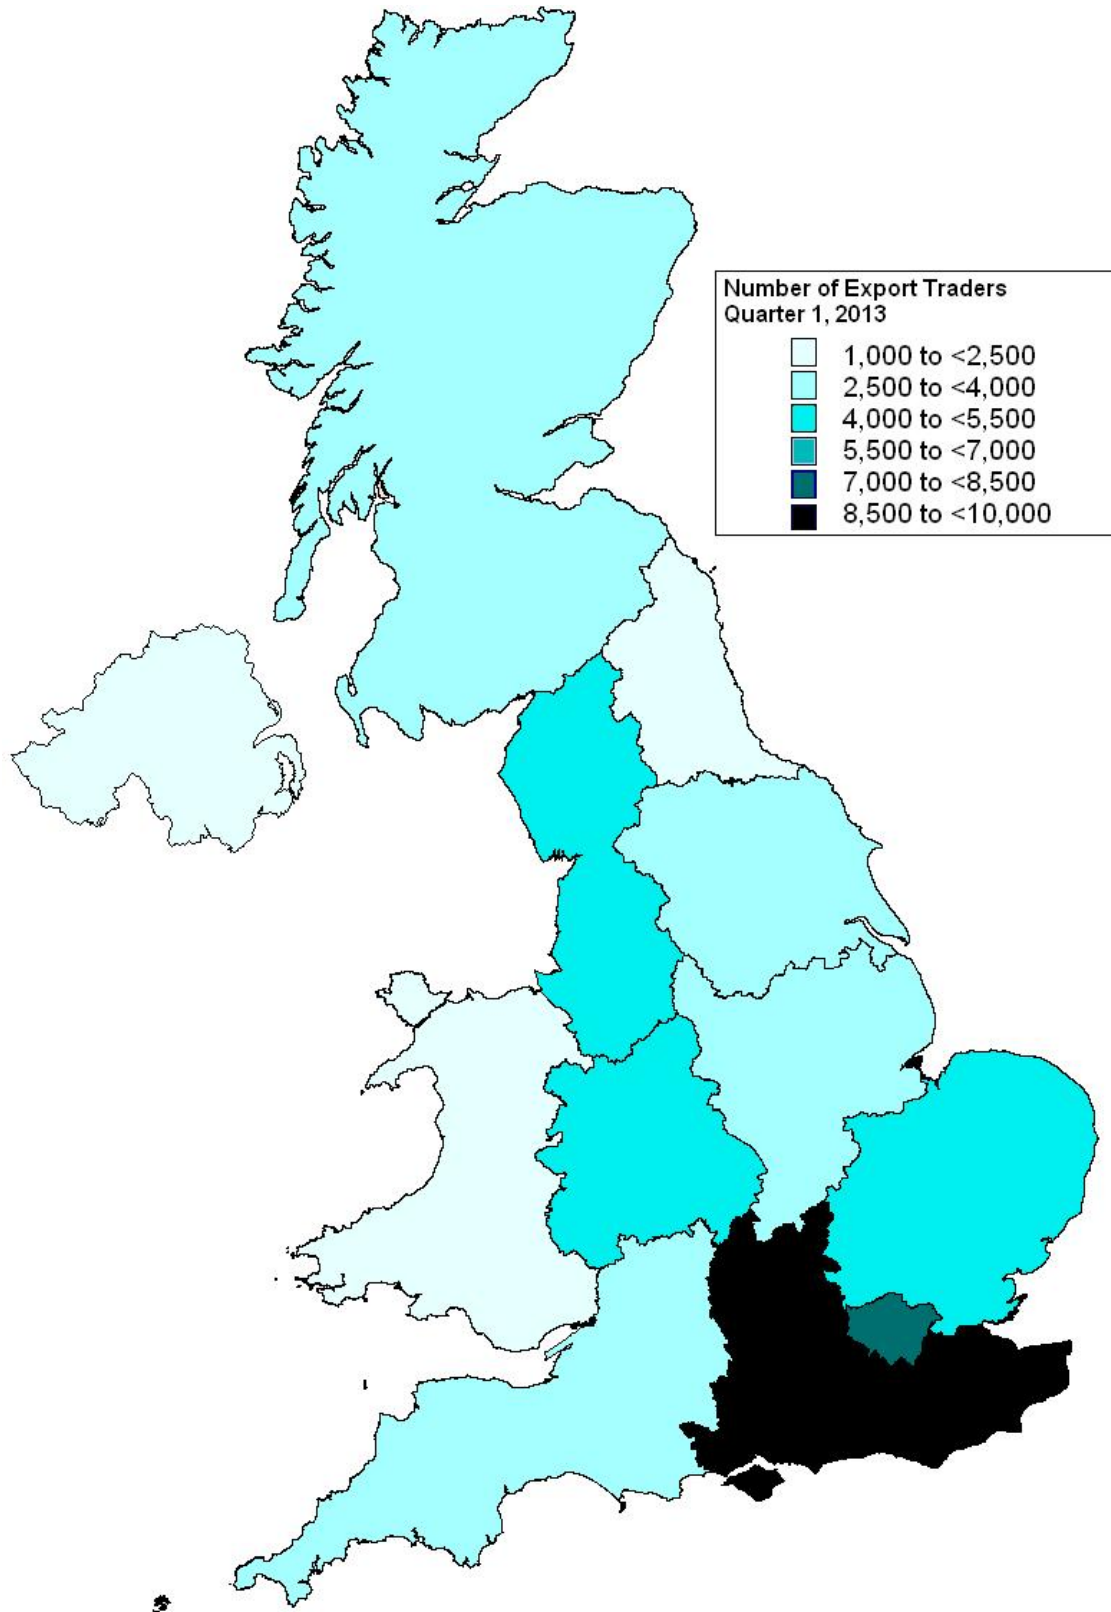 Number of Export Traders
Quarter 1, 2013
1,000 to <2,500
2,500 to <4,000
4,000 to <5,500
5,500 to <7,000
7,000 to <8,500
8,500 to <10,000